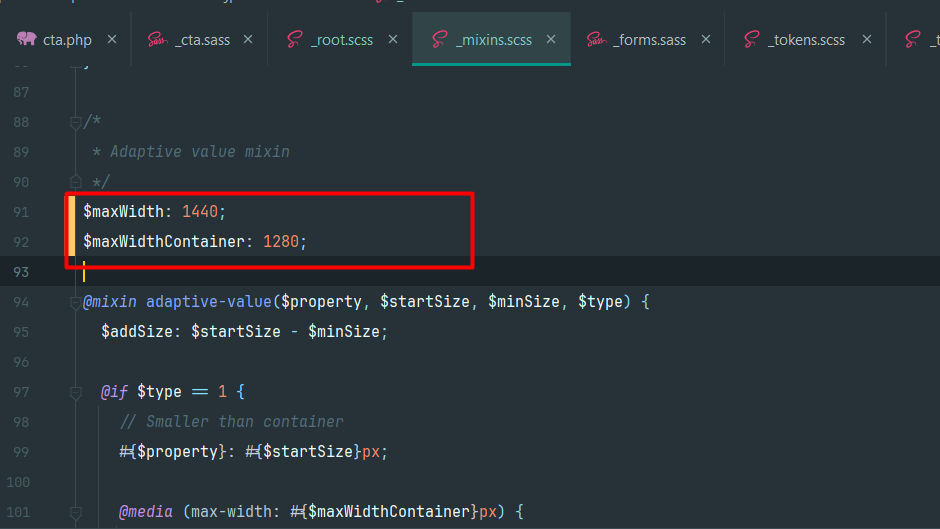 cta.php
_cta.sass
_root.scss
_mixins.scss
_forms.sass
_tokens.scss
87
88 /*
89 * Adaptive value mixin
90 */
91 $maxWidth: 1440;
92 $maxWidthContainer: 1280;
93
94 @mixin adaptive-value($property, $startSize, $minSize, $type) {
95 $addSize: $startSize - $minSize;
96
97 @if $type == 1 {
98 // Smaller than container
99 #{$property}: #{$startSize}px;
100
101 @media (max-width: #{$maxWidthContainer}px) {